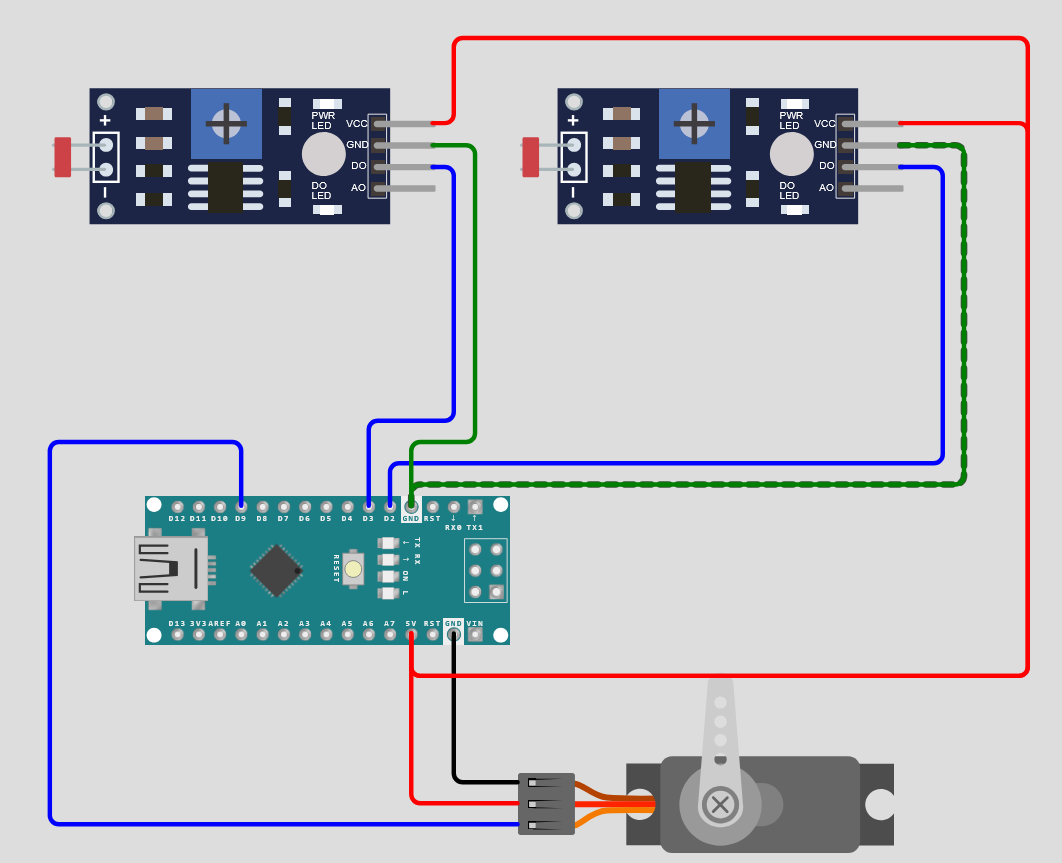 +
PWR
LED
VCC
GND
DO
AO
DO
LED
−
+
PWR
LED
VCC
GND
DO
AO
DO
LED
−
D12 D11 D10 D9 D8 D7 D6 D5 D4 D3 D2 GND RST ↓ ↑
RX0 TX1
RESET
TX RX
↓ ↑
ON
L
D13 3V3 AREF A0 A1 A2 A3 A4 A5 A6 A7 5V RST GND VIN